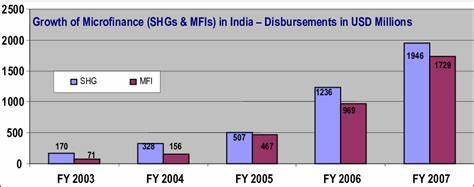 Growth of Microfinance (SHGs & MFIs) in India – Disbursements in USD Millions
2500
2000
1500
1000
500
0
SHG
MFI
170
71
328
156
507
467
1236
969
1946
1729
FY 2003
FY 2004
FY 2005
FY 2006
FY 2007